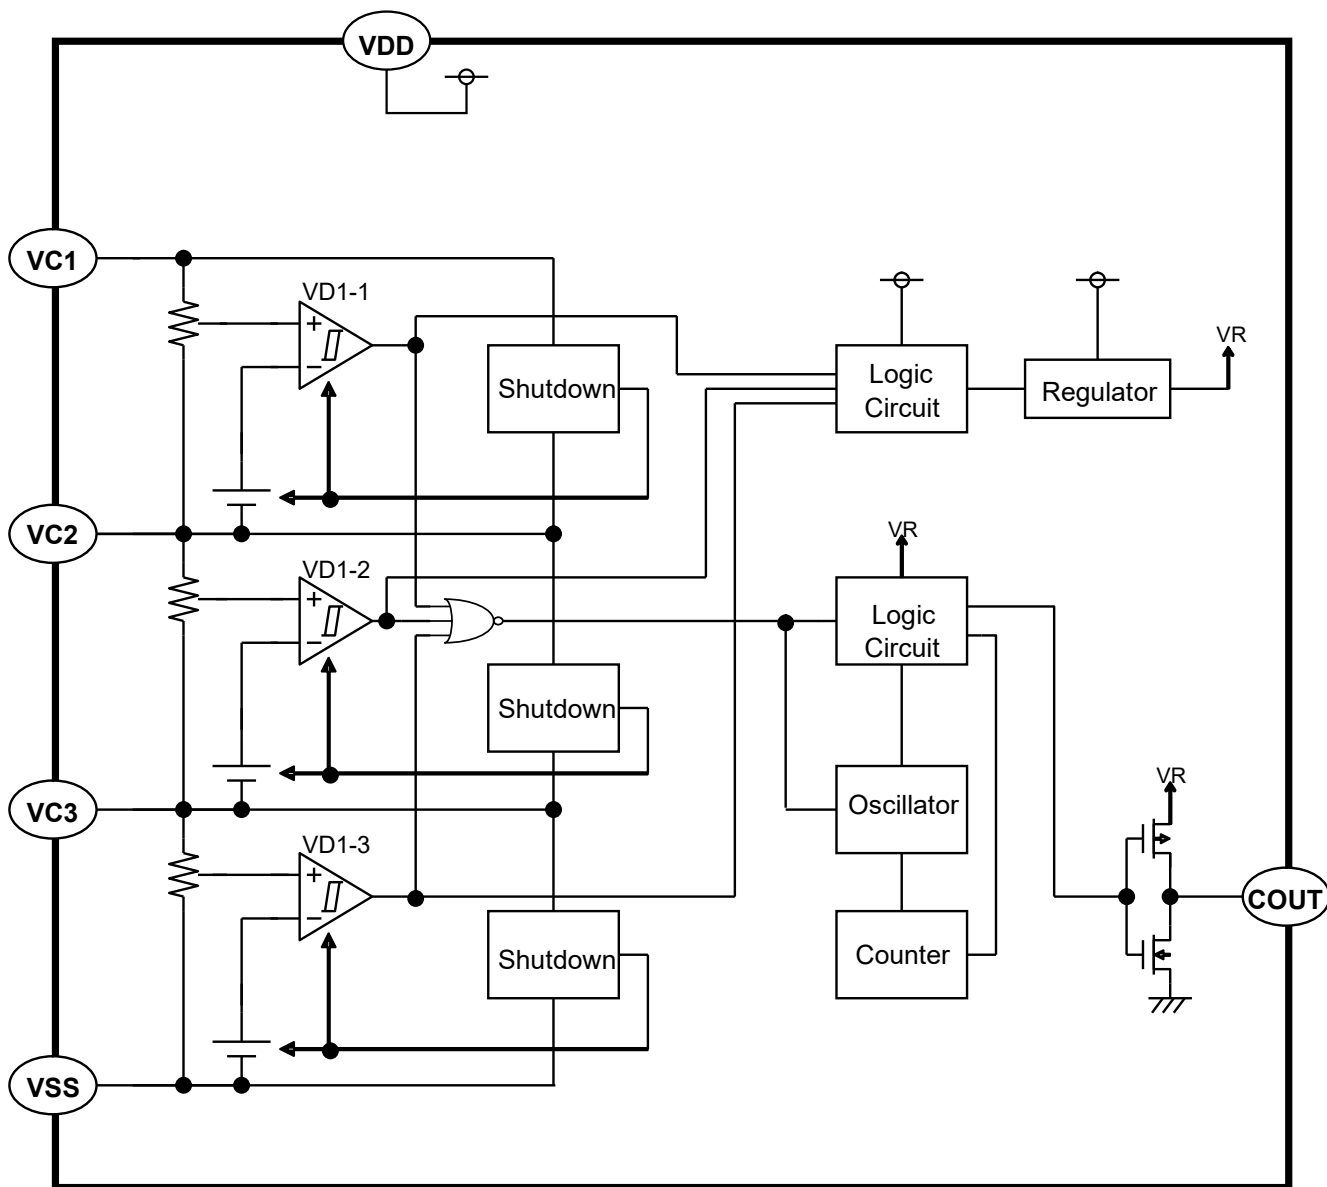 VDD
VC1
VD1-1
+
−
Shutdown
Logic
Circuit
Regulator
VR
VC2
VD1-2
+
−
Shutdown
VR
Logic
Circuit
Oscillator
Counter
VC3
VD1-3
+
−
Shutdown
VR
COUT
VSS